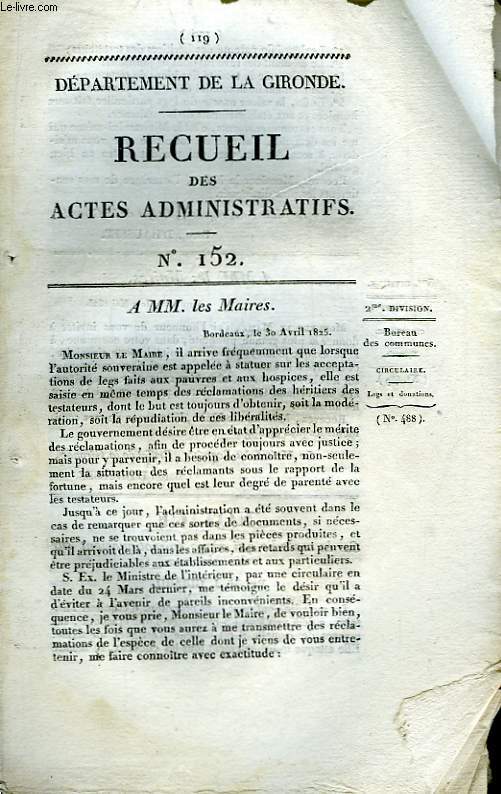 Le-livre.com
( 119 )
DÉPARTEMENT DE LA GIRONDE.
RECUEIL
DES
ACTES ADMINISTRATIFS.
N°. 152.
A MM. les Maires.
Bordeaux, le 30 Avril 1825.
MONSIEUR LE MAIRE, il arrive fréquemment que lorsque
l'autorité souveraine est appelée à statuer sur les accepta-
tions de legs faits aux pauvres et aux hospices, elle est
saisie en même temps des réclamations des héritiers des
testateurs, dont le but est toujours d'obtenir, soit la modé-
ration, soit la répudiation de ces libéralités.
Le gouvernement désire être en état d'apprécier le mérite
des réclamations, afin de procéder toujours avec justice ;
mais pour y parvenir, il a besoin de connoître, non-seule-
ment la situation des réclamants sous le rapport de la
fortune, mais encore quel est leur degré de parenté avec
les testateurs.
Jusqu'à ce jour, l'administration a été souvent dans le
cas de remarquer que ces sortes de documents, si néces-
saires, ne se trouvoient pas dans les pièces produites, et
qu'il arrivoit de là, dans les affaires, des retards qui peuvent
être préjudiciables aux établissements et aux particuliers.
S. Ex. le Ministre de l'intérieur, par une circulaire en
date du 24 Mars dernier, me témoigne le désir qu'il a
d'éviter à l'avenir de pareils inconvénients. En consé-
quence, je vous prie, Monsieur le Maire, de vouloir bien,
toutes les fois que vous aurez à me transmettre des récla-
mations de l'espèce de celle dont je viens de vous entre-
tenir, me faire connoître avec exactitude :
2me. DIVISION.
Bureau
des communes.
CIRCULAIRE.
Legs et donations.
(N°. 488).